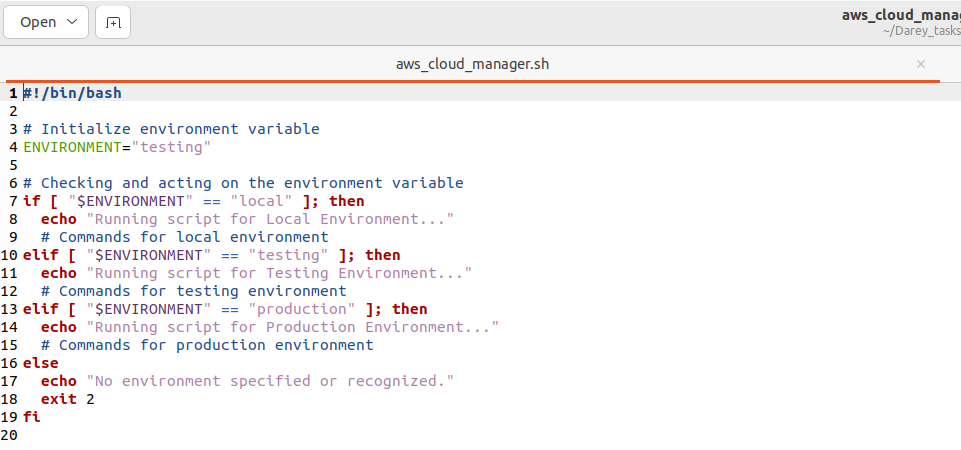 Open
aws_cloud_mana
~/Darey_tasks
aws_cloud_manager.sh
1 #!/bin/bash
2
3 # Initialize environment variable
4 ENVIRONMENT="testing"
5
6 # Checking and acting on the environment variable
7 if [ "$ENVIRONMENT" == "local" ]; then
8   echo "Running script for Local Environment..."
9   # Commands for local environment
10 elif [ "$ENVIRONMENT" == "testing" ]; then
11   echo "Running script for Testing Environment..."
12   # Commands for testing environment
13 elif [ "$ENVIRONMENT" == "production" ]; then
14   echo "Running script for Production Environment..."
15   # Commands for production environment
16 else
17   echo "No environment specified or recognized."
18   exit 2
19 fi
20